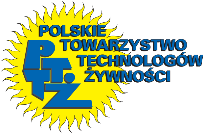 POLSKIE
TOWARZYSTWO
TECHNOLOGÓW
ŻYWNOŚCI
PTTŻ